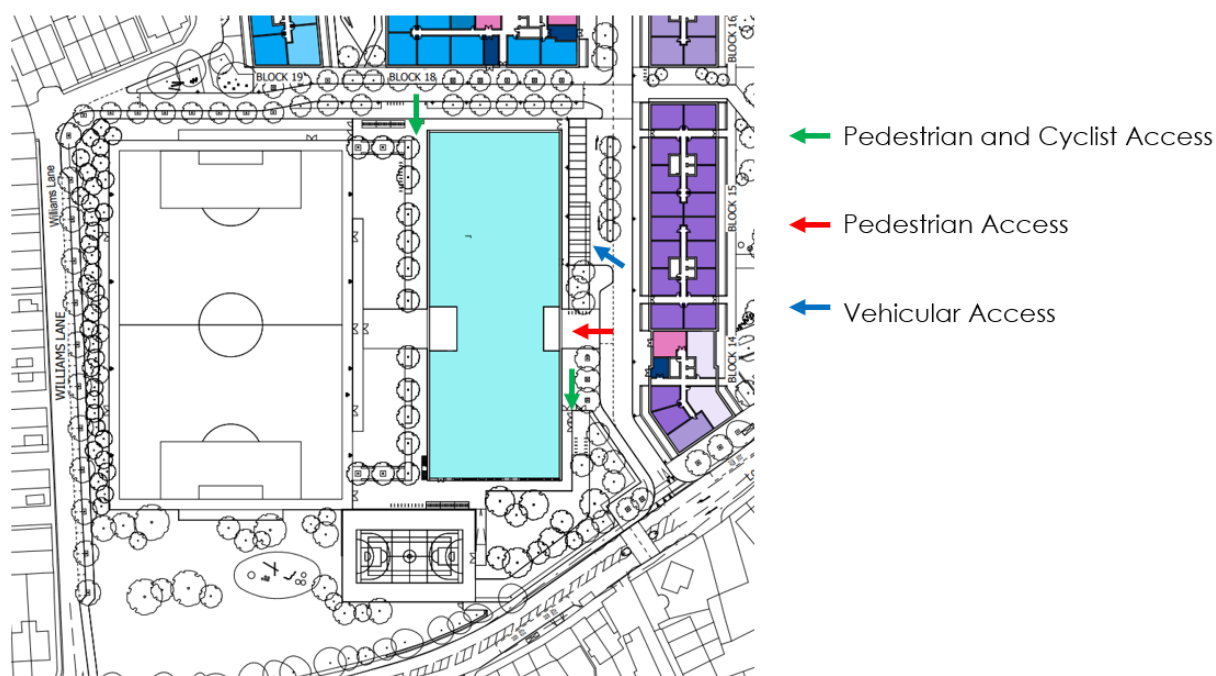 BLOCK 19
BLOCK 18
BLOCK 16
BLOCK 15
BLOCK 14
Williams Lane
WILLIAMS LANE
Pedestrian and Cyclist Access
Pedestrian Access
Vehicular Access